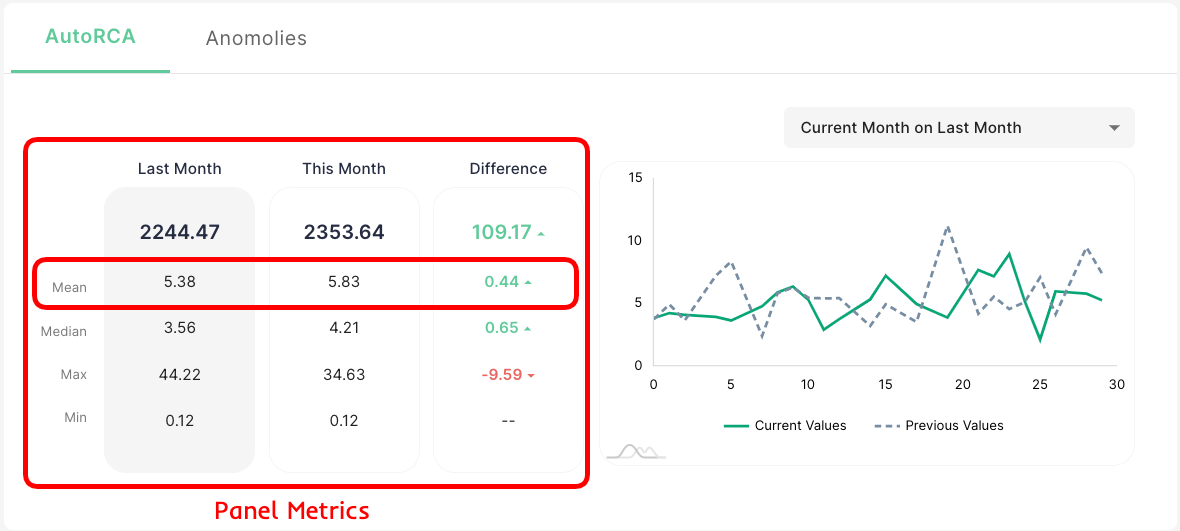 AutoRCA Anomolies
Current Month on Last Month
Last Month This Month Difference
2244.47 2353.64 109.17
Mean 5.38 5.83 0.44
Median 3.56 4.21 0.65
Max 44.22 34.63 -9.59
Min 0.12 0.12 --
Panel Metrics
15
10
5
0
0 5 10 15 20 25 30
Current Values Previous Values